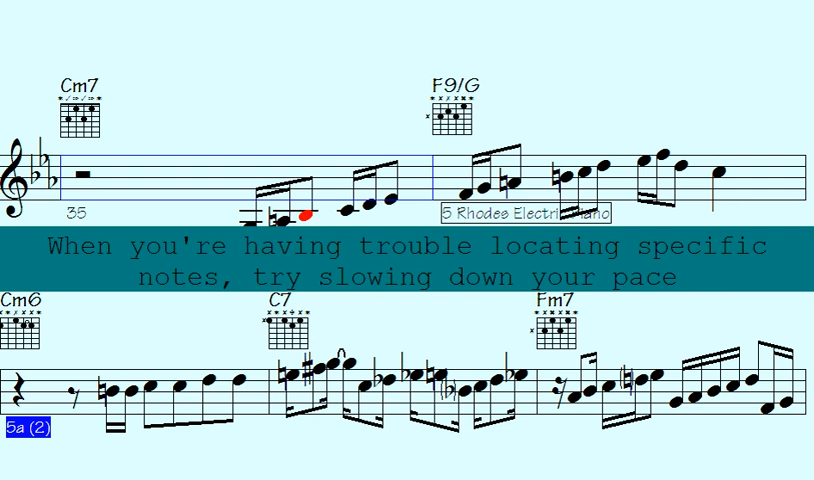 Cm7 F9/G
35 5 Rhodes Electric Piano
When you're having trouble locating specific
notes, try slowing down your pace
Cm6 C7 Fm7
5a (2)